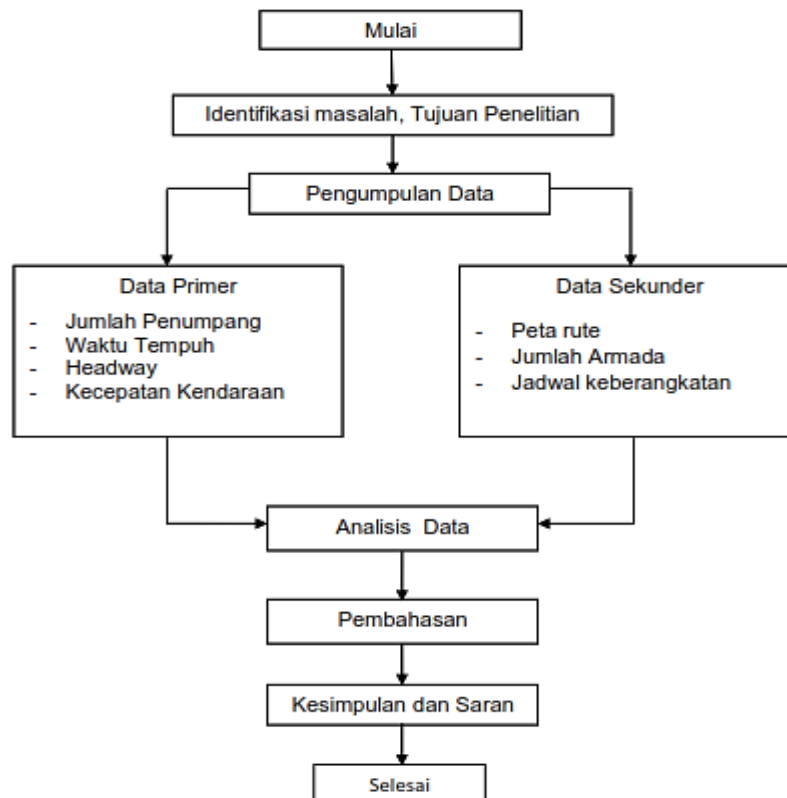 Mulai
Identifikasi masalah, Tujuan Penelitian
Pengumpulan Data
Data Primer
- Jumlah Penumpang
- Waktu Tempuh
- Headway
- Kecepatan Kendaraan
Data Sekunder
- Peta rute
- Jumlah Armada
- Jadwal keberangkatan
Analisis Data
Pembahasan
Kesimpulan dan Saran
Selesai